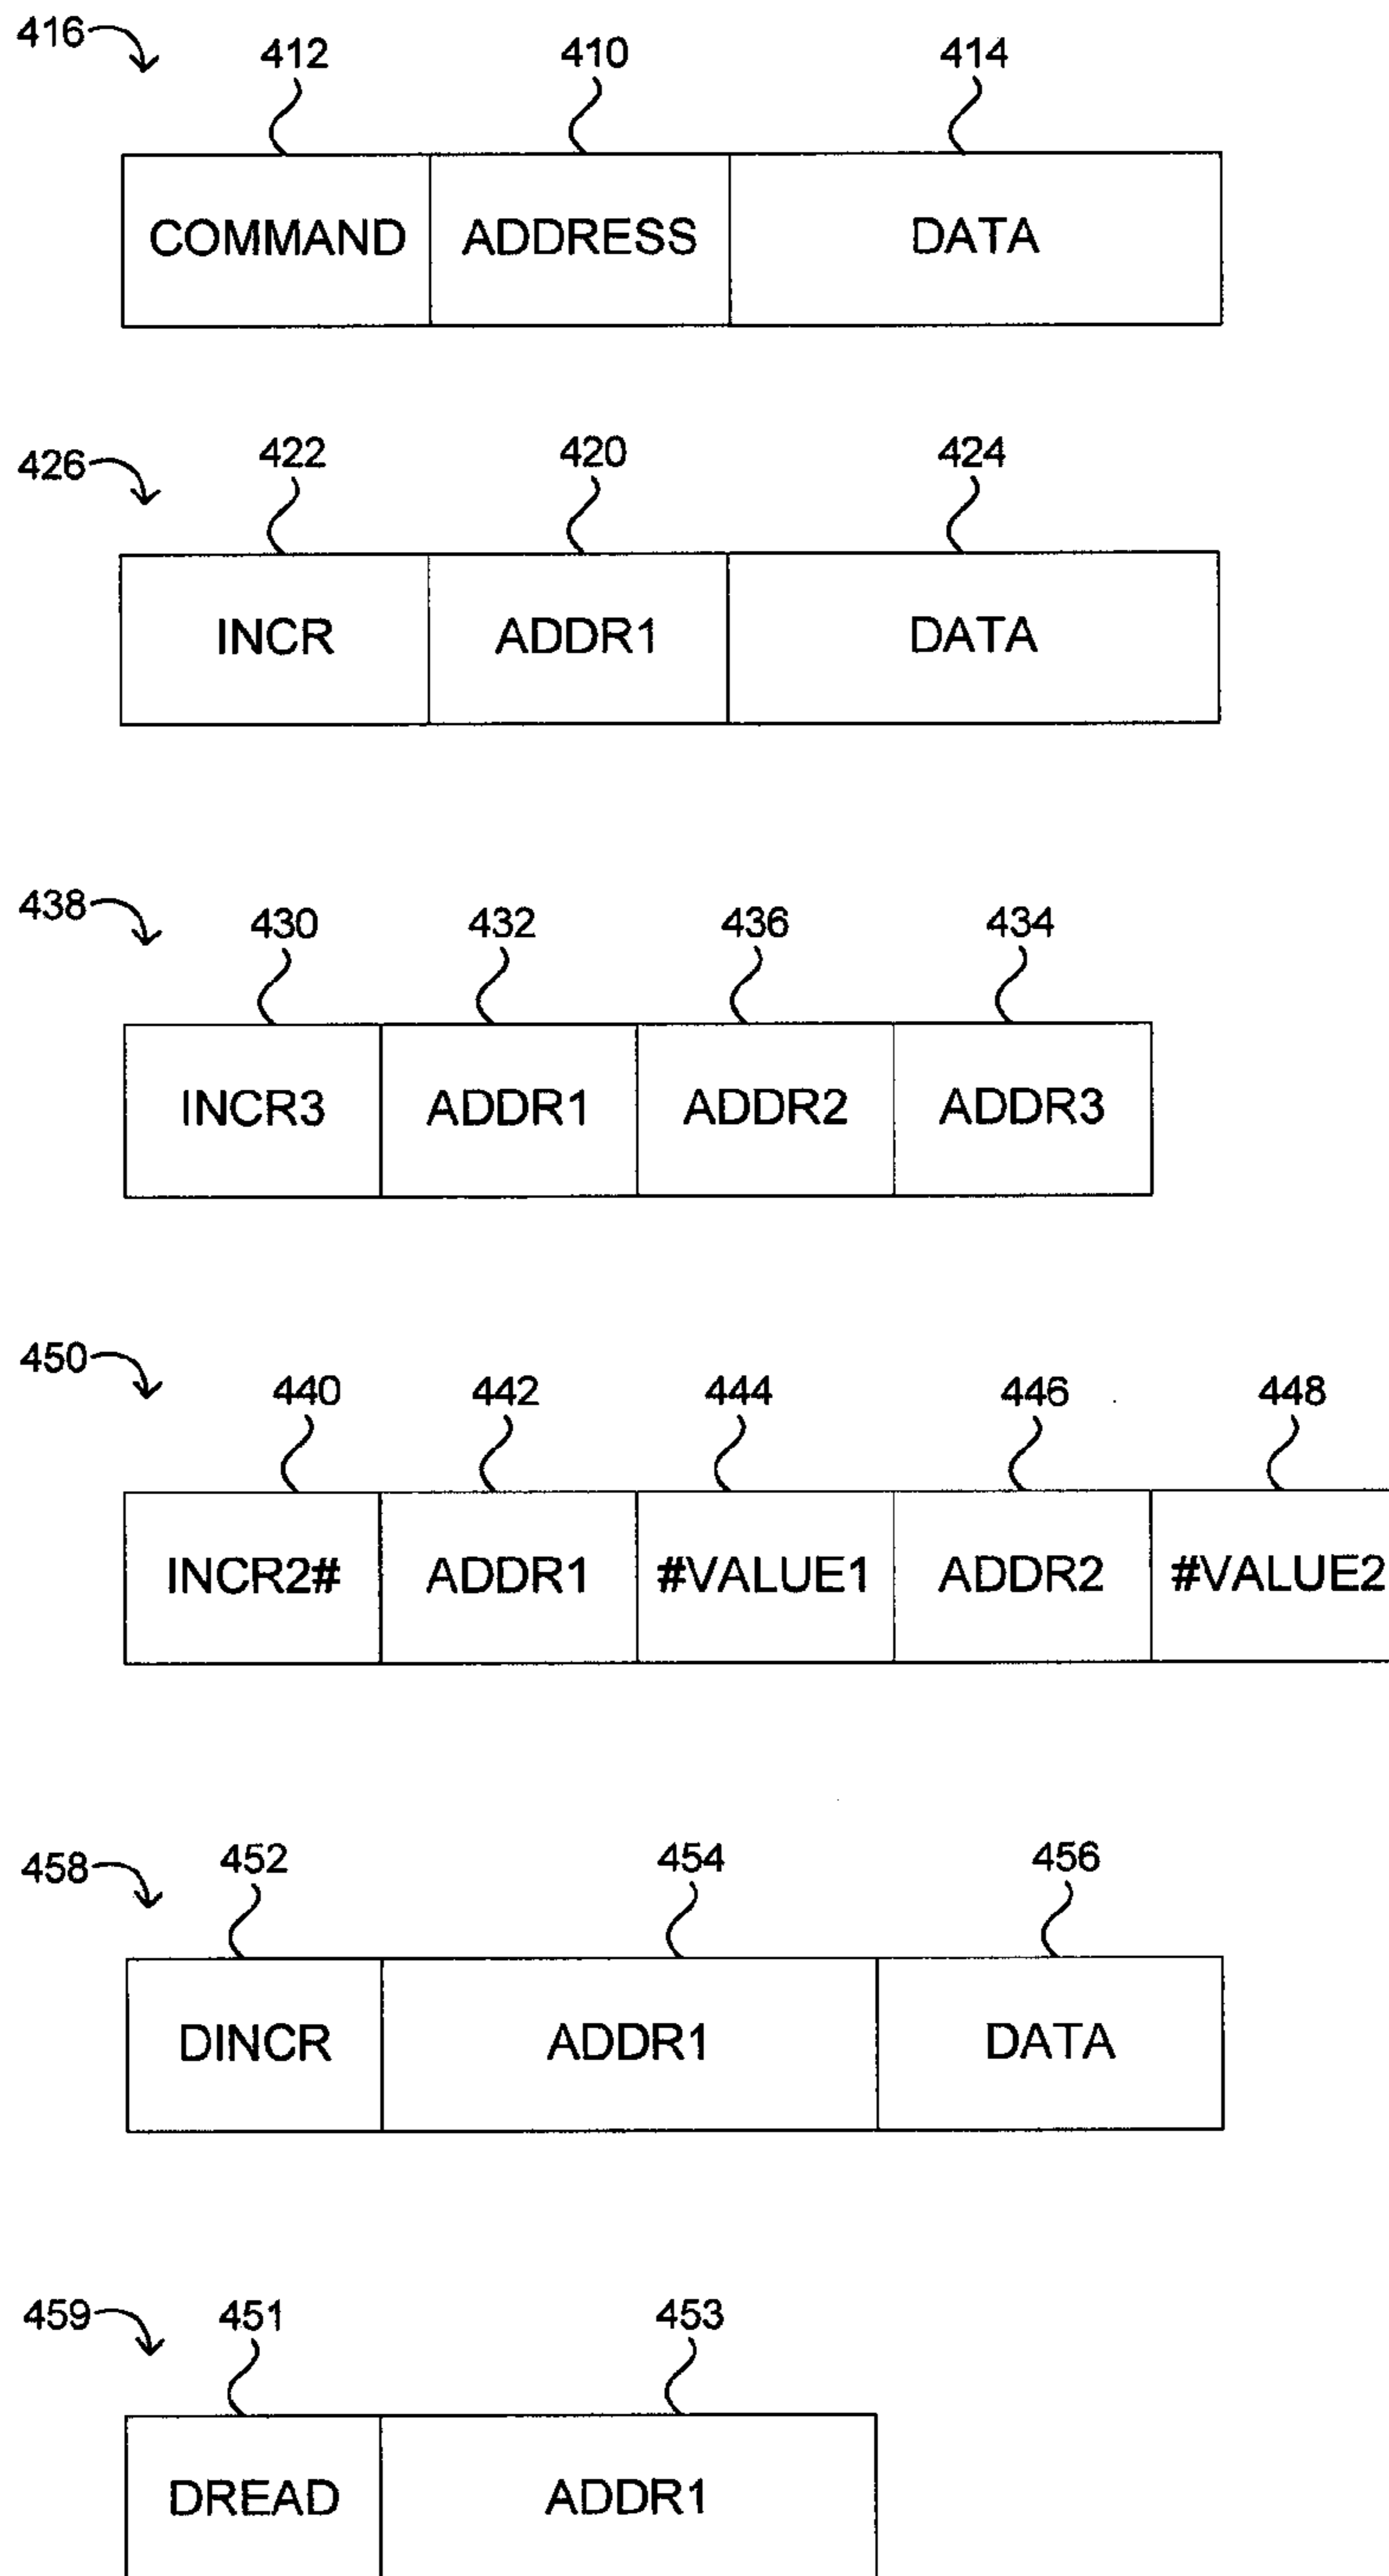 416
412 410 414
COMMAND ADDRESS DATA
426
422 420 424
INCR ADDR1 DATA
438
430 432 436 434
INCR3 ADDR1 ADDR2 ADDR3
450
440 442 444 446 448
INCR2# ADDR1 #VALUE1 ADDR2 #VALUE2
458
452 454 456
DINCR ADDR1 DATA
459
451 453
DREAD ADDR1